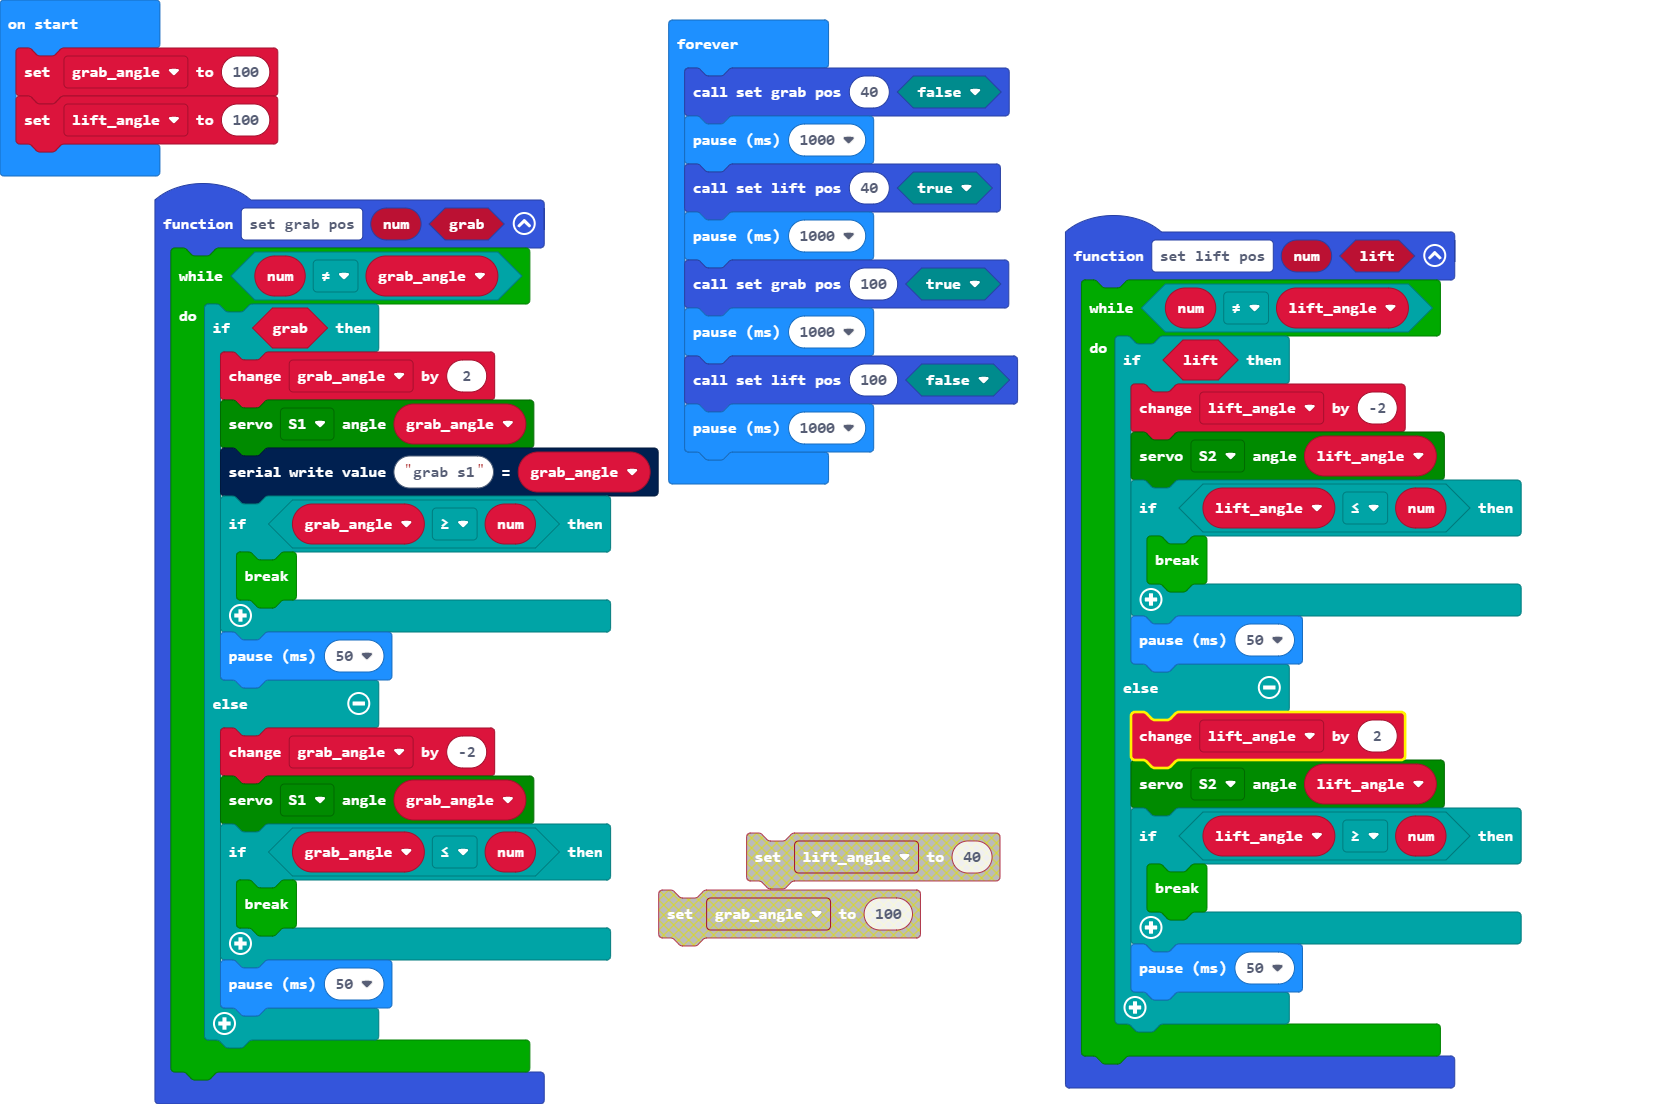 on start
set grab_angle to 100
set lift_angle to 100
function set grab pos num grab
while num ≠ grab_angle
do
if grab then
change grab_angle by 2
servo S1 angle grab_angle
serial write value "grab s1" = grab_angle
if grab_angle ≥ num then
break
pause (ms) 50
else
change grab_angle by -2
servo S1 angle grab_angle
if grab_angle ≤ num then
break
pause (ms) 50
forever
call set grab pos 40 false
pause (ms) 1000
call set lift pos 40 true
pause (ms) 1000
call set grab pos 100 true
pause (ms) 1000
call set lift pos 100 false
pause (ms) 1000
set lift_angle to 40
set grab_angle to 100
function set lift pos num lift
while num ≠ lift_angle
do
if lift then
change lift_angle by -2
servo S2 angle lift_angle
if lift_angle ≤ num then
break
pause (ms) 50
else
change lift_angle by 2
servo S2 angle lift_angle
if lift_angle ≥ num then
break
pause (ms) 50